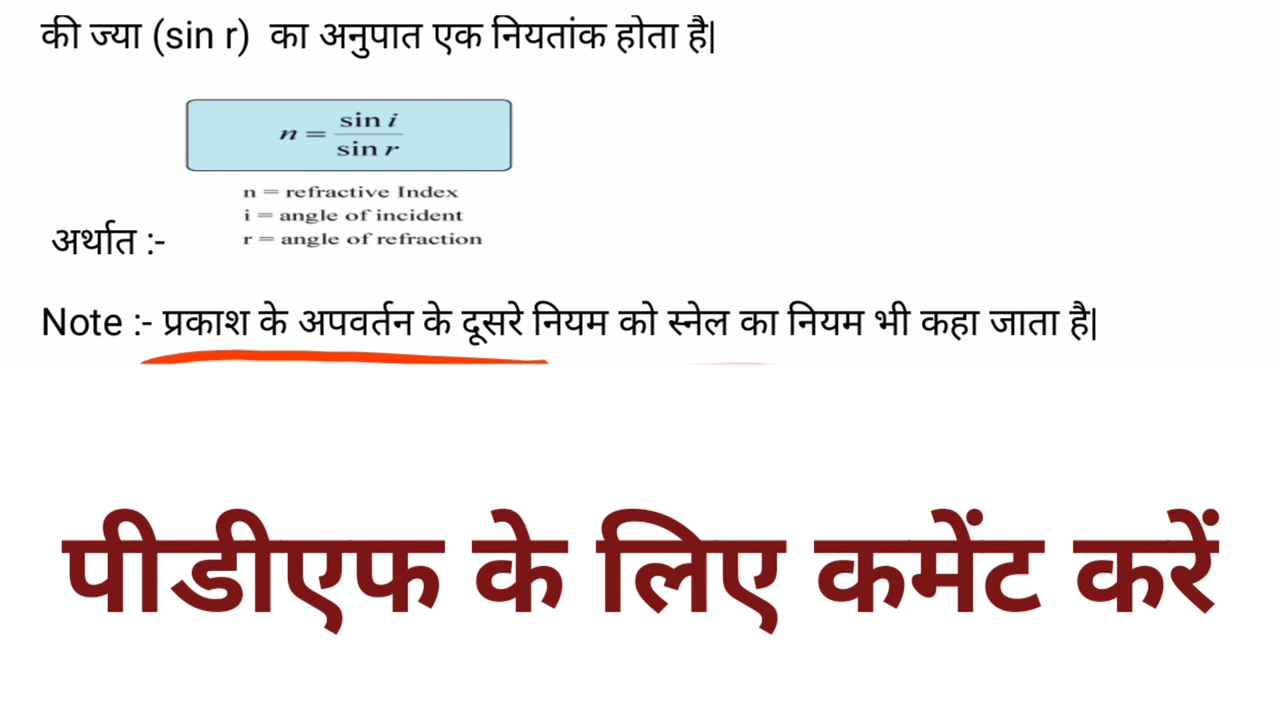 की ज्या (sin r) का अनुपात एक नियतांक होता है|
n = sin i / sin r
n = refractive Index
i = angle of incident
r = angle of refraction
अर्थात :-
Note :- प्रकाश के अपवर्तन के दूसरे नियम को स्नेल का नियम भी कहा जाता है|
पीडीएफ के लिए कमेंट करें